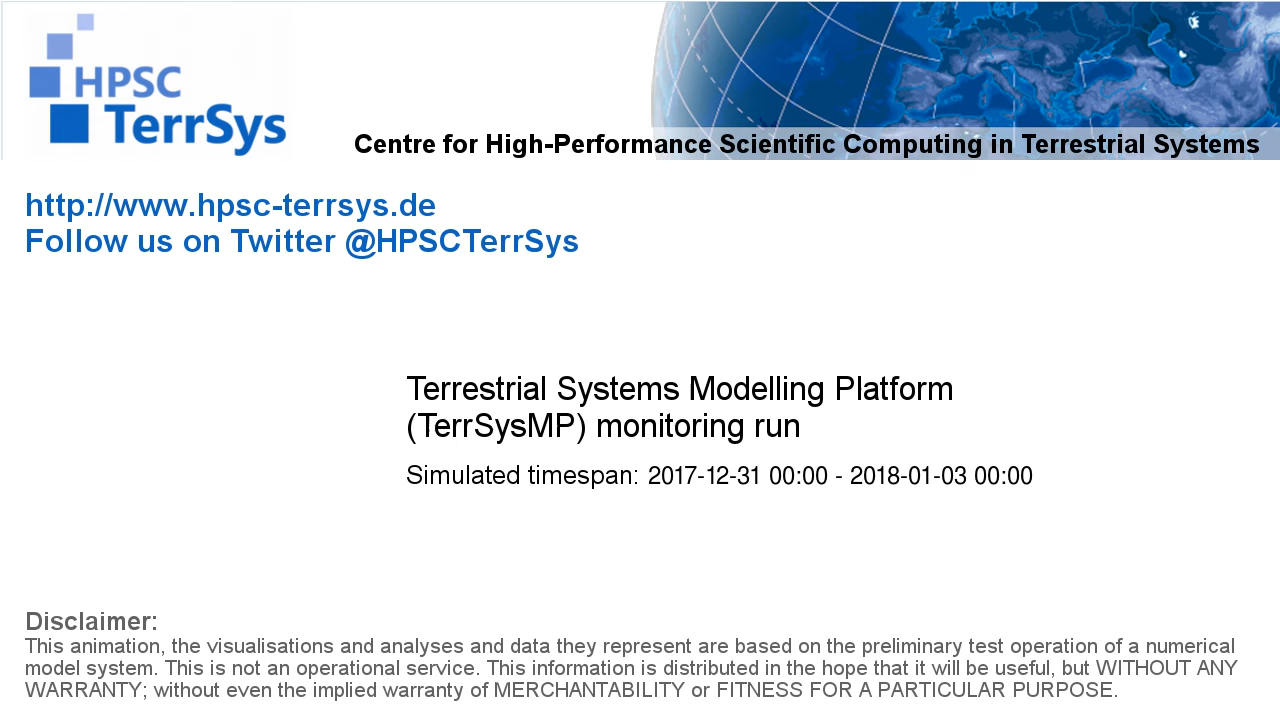 HPSC
TerrSys
Centre for High-Performance Scientific Computing in Terrestrial Systems
http://www.hpsc-terrsys.de
Follow us on Twitter @HPSCTerrSys
Terrestrial Systems Modelling Platform
(TerrSysMP) monitoring run
Simulated timespan: 2017-12-31 00:00 - 2018-01-03 00:00
Disclaimer:
This animation, the visualisations and analyses and data they represent are based on the preliminary test operation of a numerical
model system. This is not an operational service. This information is distributed in the hope that it will be useful, but WITHOUT ANY
WARRANTY; without even the implied warranty of MERCHANTABILITY or FITNESS FOR A PARTICULAR PURPOSE.